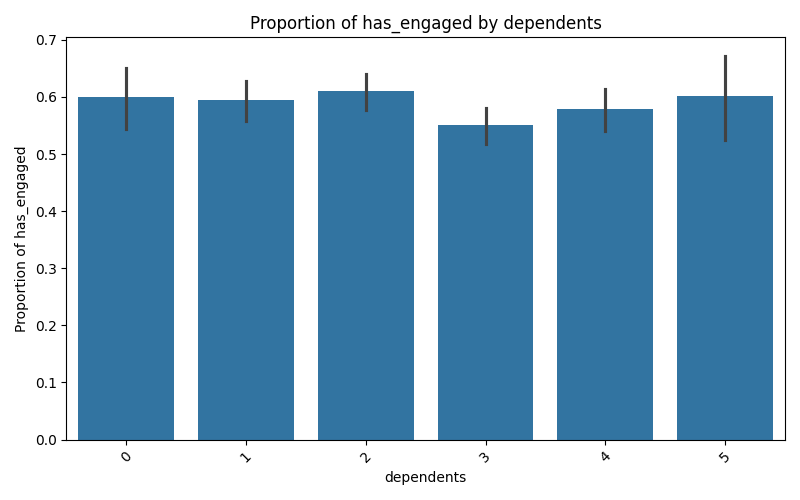 Proportion of has_engaged by dependents
Proportion of has_engaged
0.7
0.6
0.5
0.4
0.3
0.2
0.1
0.0
0 1 2 3 4 5
dependents